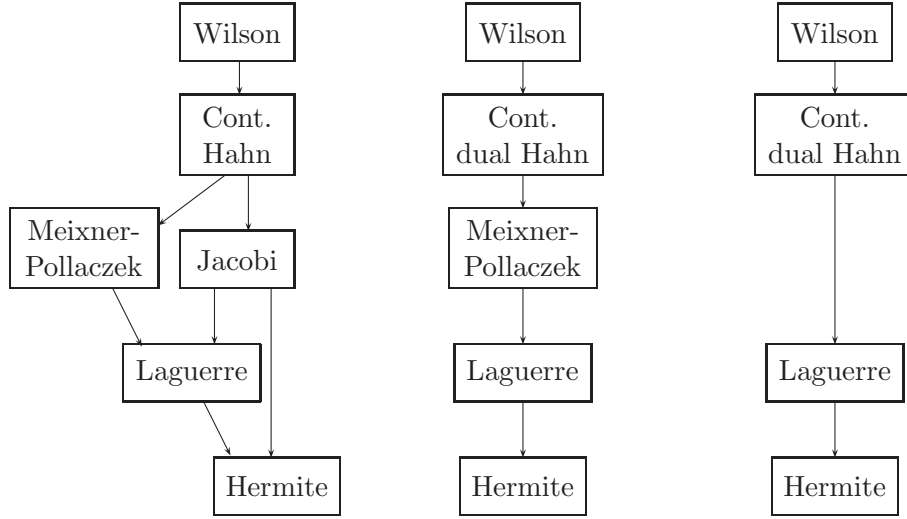 Wilson
Cont.
Hahn
Meixner-
Pollaczek
Jacobi
Laguerre
Hermite
Wilson
Cont.
dual Hahn
Meixner-
Pollaczek
Laguerre
Hermite
Wilson
Cont.
dual Hahn
Laguerre
Hermite